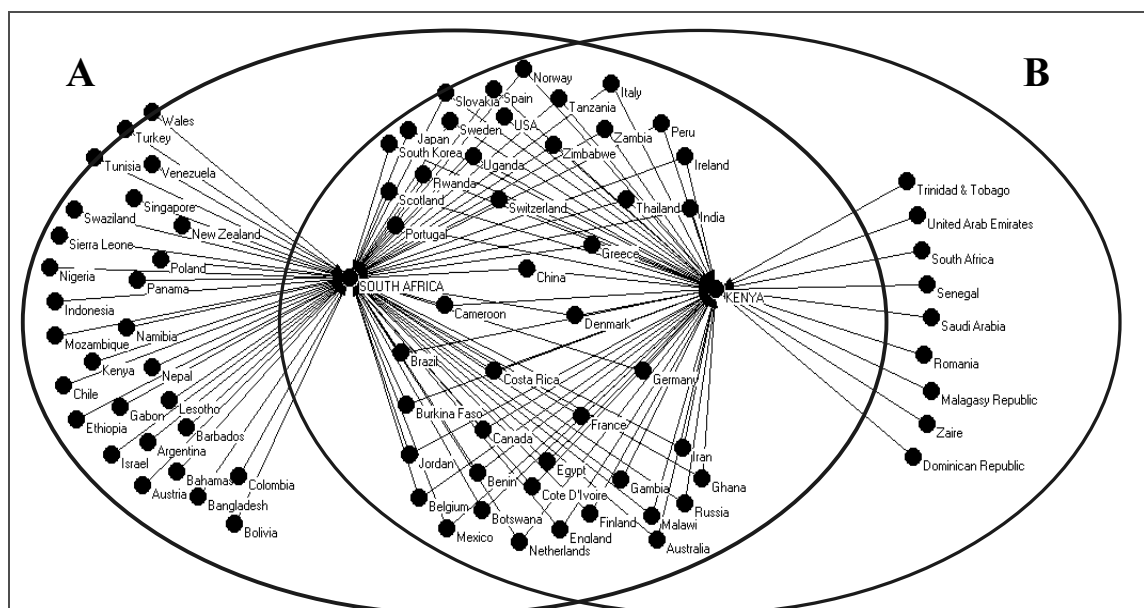 A
B
Wales
Turkey
Tunisia
Venezuela
Singapore
Swaziland
New Zealand
Sierra Leone
Poland
Nigeria
Panama
Indonesia
Namibia
Mozambique
Kenya
Nepal
Chile
Lesotho
Gabon
Ethiopia
Barbados
Argentina
Israel
Bahamas
Colombia
Austria
Bangladesh
Bolivia
SOUTH AFRICA
Norway
Italy
Spain
Slovakia
Tanzania
USA
Sweden
Japan
Zambia
Peru
South Korea
Zimbabwe
Uganda
Ireland
Rwanda
Scotland
Switzerland
Thailand
India
Portugal
Greece
China
Cameroon
Denmark
Brazil
Costa Rica
Germany
Burkina Faso
France
Canada
Jordan
Iran
Egypt
Benin
Gambia
Ghana
Cote D'Ivoire
Belgium
Russia
Botswana
Finland
Malawi
Mexico
England
Netherlands
Australia
KENYA
Trinidad & Tobago
United Arab Emirates
South Africa
Senegal
Saudi Arabia
Romania
Malagasy Republic
Zaire
Dominican Republic